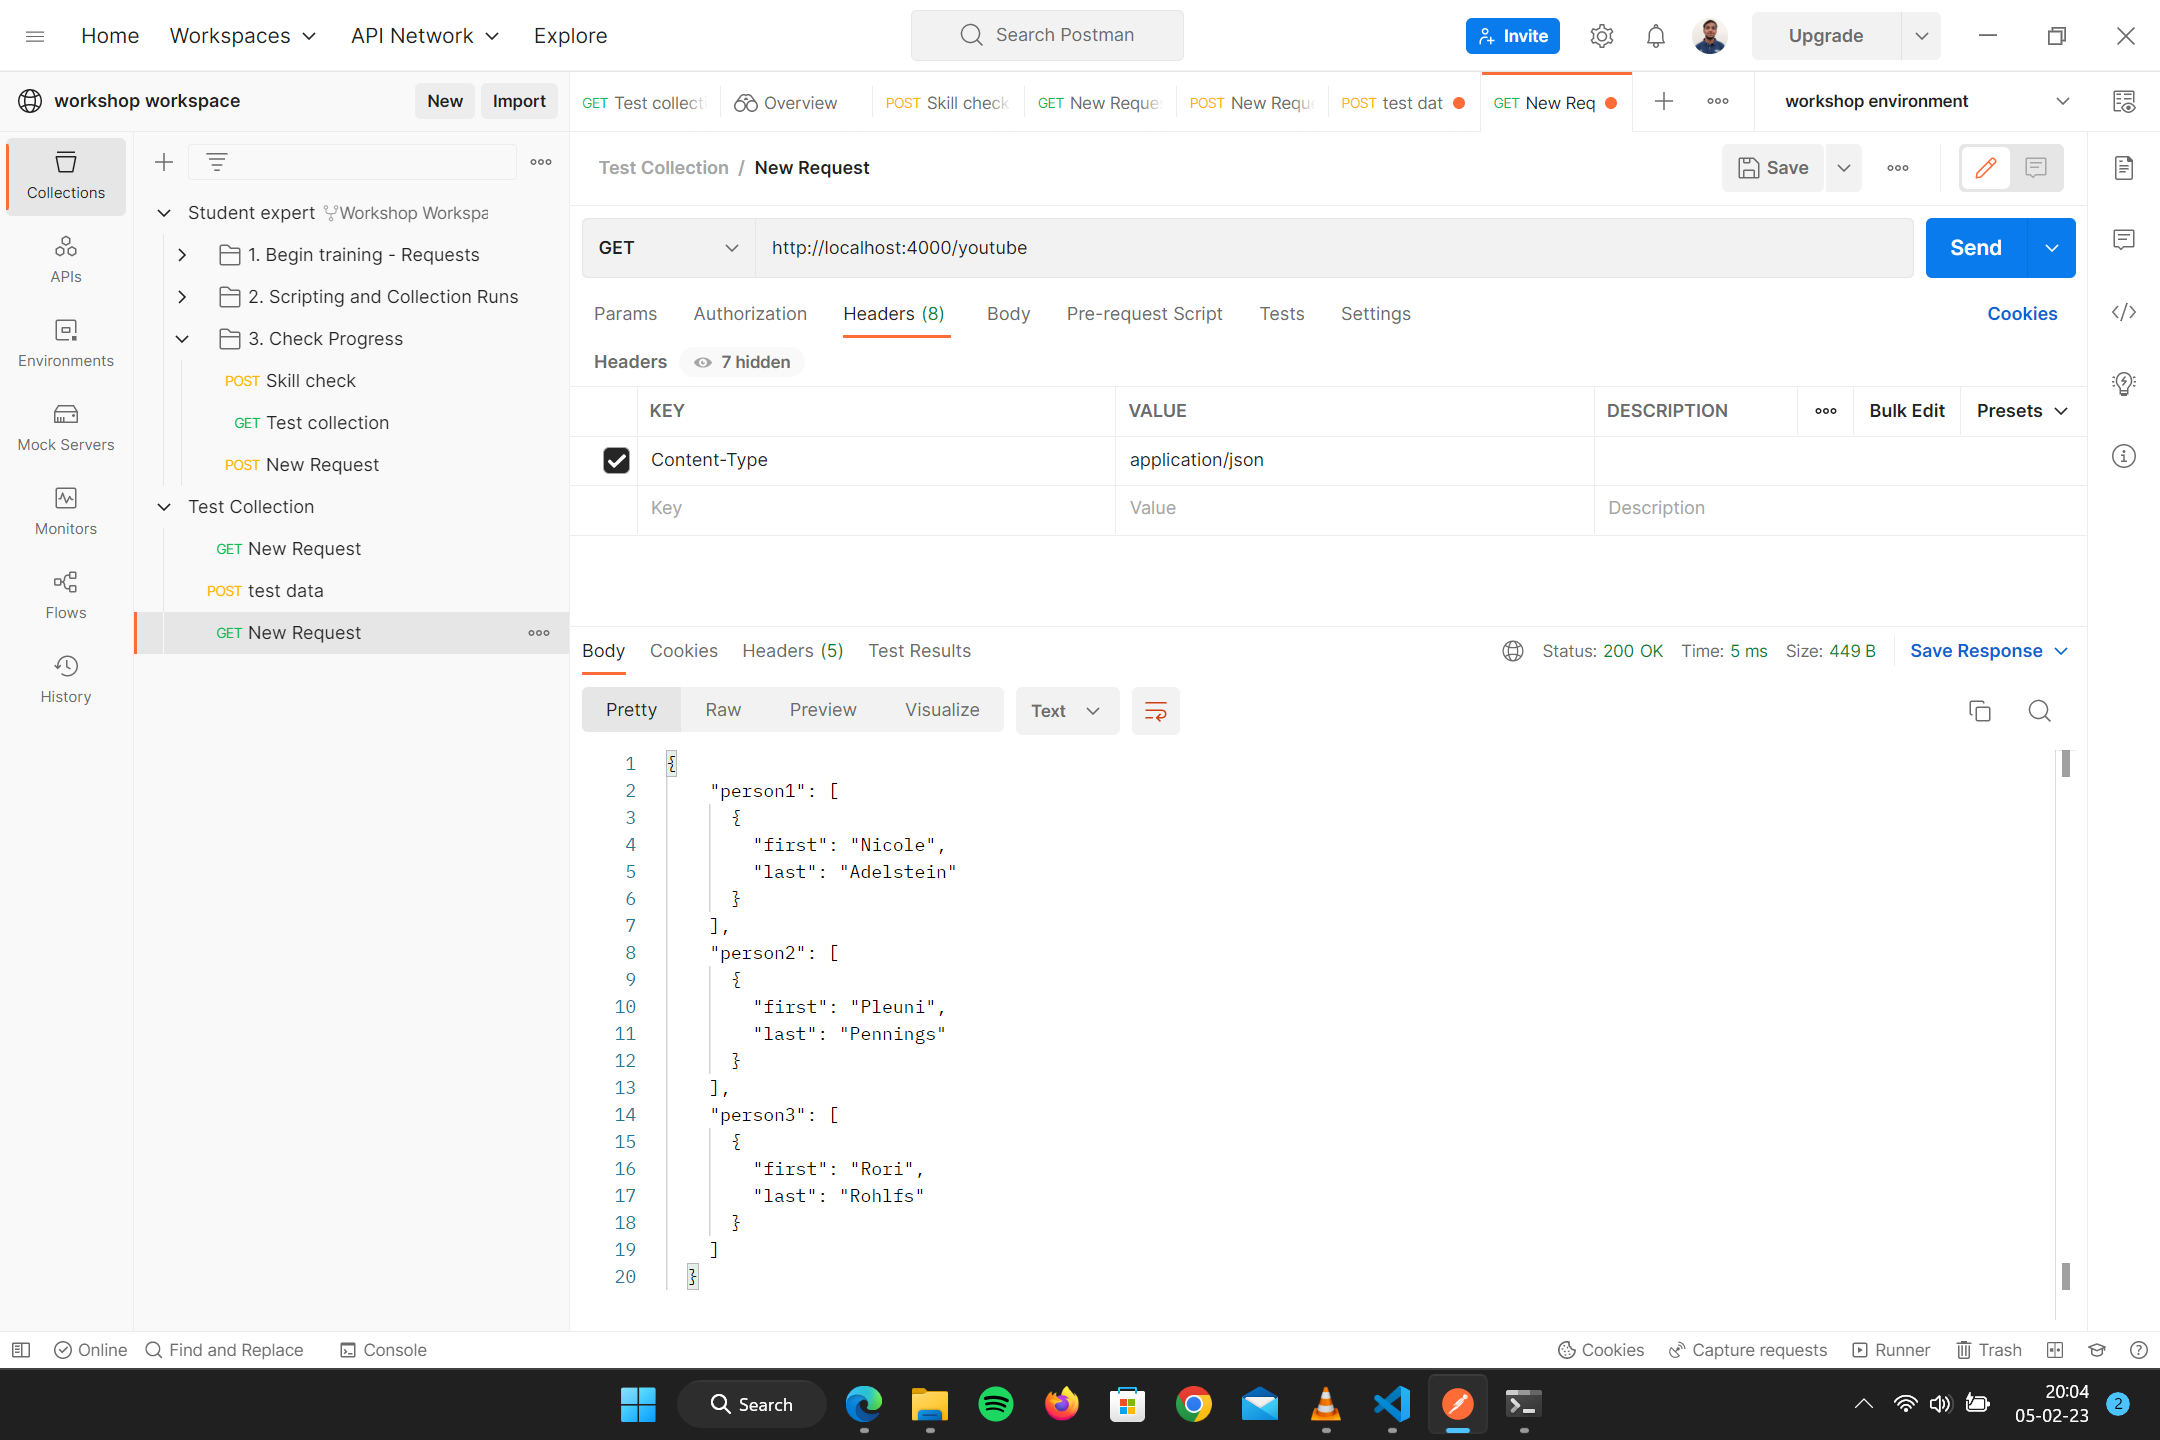 Home Workspaces API Network Explore Search Postman Invite Upgrade
workshop workspace New Import
GET Test collecti Overview POST Skill check GET New Reque POST New Requ POST test dat GET New Req workshop environment
Collections
APIs
Environments
Mock Servers
Monitors
Flows
History
Student expert Workshop Workspa
1. Begin training - Requests
2. Scripting and Collection Runs
3. Check Progress
POST Skill check
GET Test collection
POST New Request
Test Collection
GET New Request
POST test data
GET New Request
Test Collection / New Request Save
GET http://localhost:4000/youtube Send
Params Authorization Headers (8) Body Pre-request Script Tests Settings Cookies
Headers 7 hidden
KEY VALUE DESCRIPTION Bulk Edit Presets
Content-Type application/json
Key Value Description
Body Cookies Headers (5) Test Results Status: 200 OK Time: 5 ms Size: 449 B Save Response
Pretty Raw Preview Visualize Text
1 {
2 "person1": [
3 {
4 "first": "Nicole",
5 "last": "Adelstein"
6 }
7 ],
8 "person2": [
9 {
10 "first": "Pleuni",
11 "last": "Pennings"
12 }
13 ],
14 "person3": [
15 {
16 "first": "Rori",
17 "last": "Rohlfs"
18 }
19 ]
20 }
Online Find and Replace Console Cookies Capture requests Runner Trash
Search
20:04
05-02-23
2